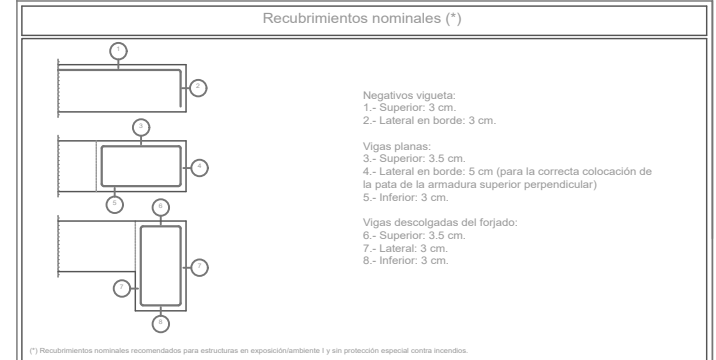 Recubrimientos nominales (*)
1
2
3
4
5
6
7
7
8
Negativos vigueta:
1.- Superior: 3 cm.
2.- Lateral en borde: 3 cm.
Vigas planas:
3.- Superior: 3.5 cm.
4.- Lateral en borde: 5 cm (para la correcta colocación de
la pata de la armadura superior perpendicular)
5.- Inferior: 3 cm.
Vigas descolgadas del forjado:
6.- Superior: 3.5 cm.
7.- Lateral: 3 cm.
8.- Inferior: 3 cm.
(*) Recubrimientos nominales recomendados para estructuras en exposición/ambiente I y sin protección especial contra incendios.